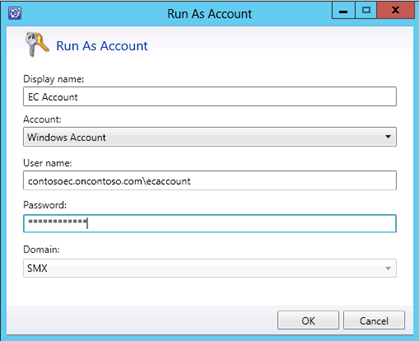 Run As Account
Run As Account
Display name:
EC Account
Account:
Windows Account
User name:
contosoec.oncontoso.com\ecaccount
Password:
************
Domain:
SMX
OK
Cancel